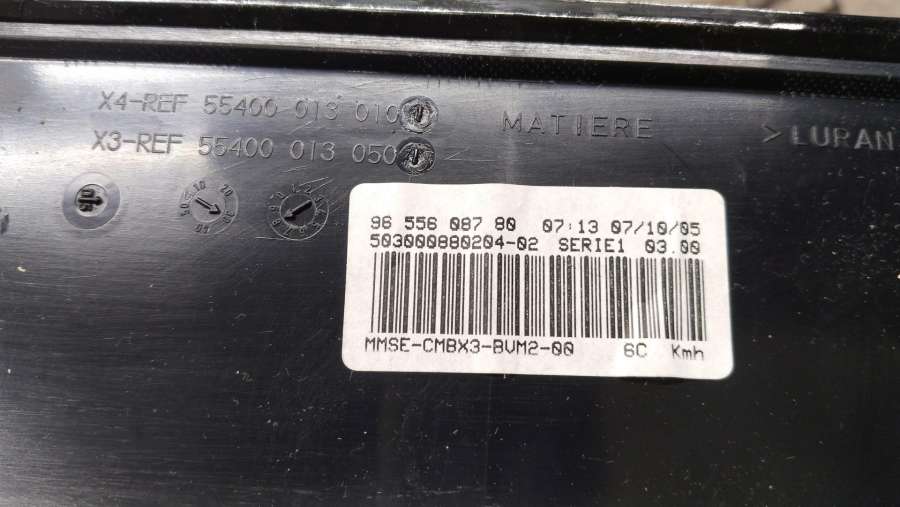 X4-REF 55400 013 010
X3-REF 55400 013 050
MATIERE
> LURAN
96 556 087 80 07:13 07/10/05
503000880204-02 SERIE1 03.00
MMSE-CMBX3-BVM2-00 6C Kmh